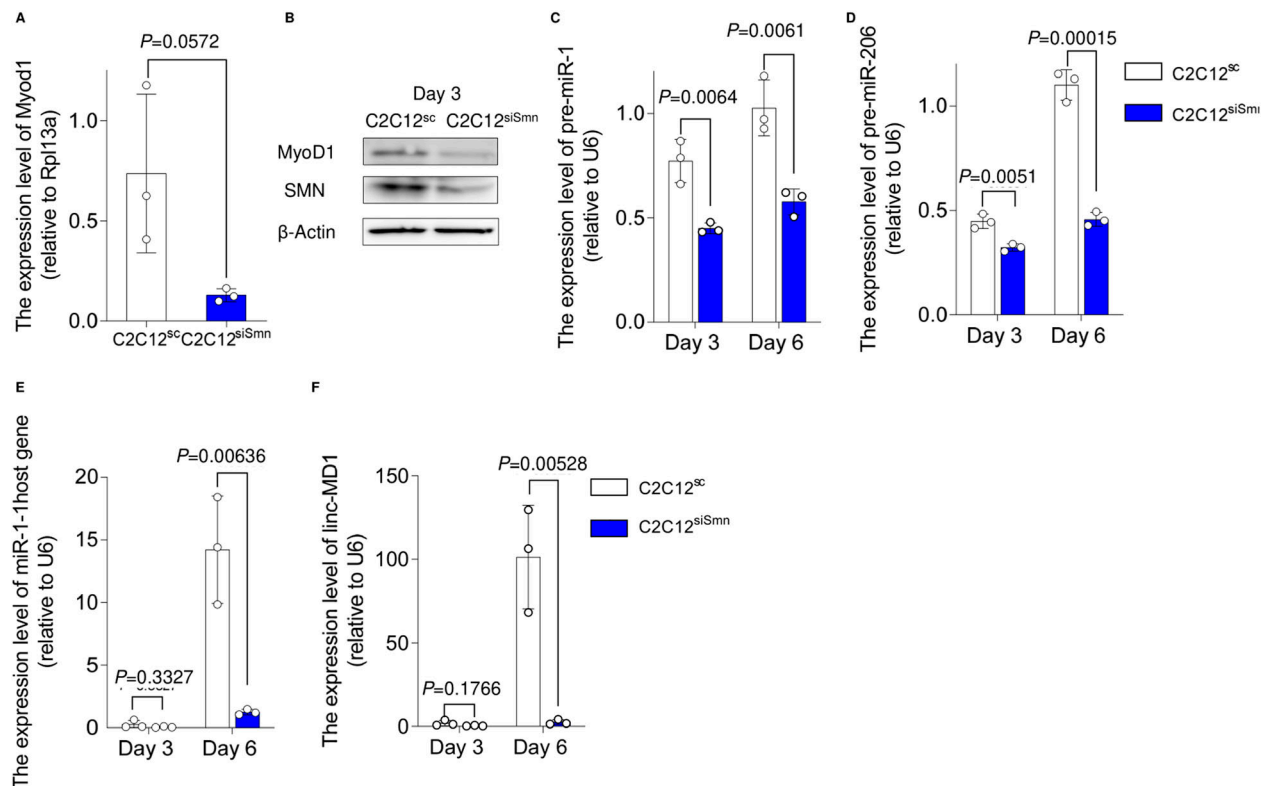 A
The expression level of Myod1
(relative to Rpl13a)
P=0.0572
1.0
0.5
0.0
C2C12sc C2C12siSmn
B
Day 3
C2C12sc C2C12siSmn
MyoD1
SMN
β-Actin
C
The expression level of pre-miR-1
(relative to U6)
P=0.0061
P=0.0064
1.0
0.5
0.0
Day 3 Day 6
D
The expression level of pre-miR-206
(relative to U6)
P=0.00015
P=0.0051
1.0
0.5
0.0
Day 3 Day 6
C2C12sc
C2C12siSm
E
The expression level of miR-1-1host gene
(relative to U6)
P=0.00636
P=0.3327
20
15
10
5
0
Day 3 Day 6
F
The expression level of linc-MD1
(relative to U6)
P=0.00528
P=0.1766
150
100
50
0
Day 3 Day 6
C2C12sc
C2C12siSmn